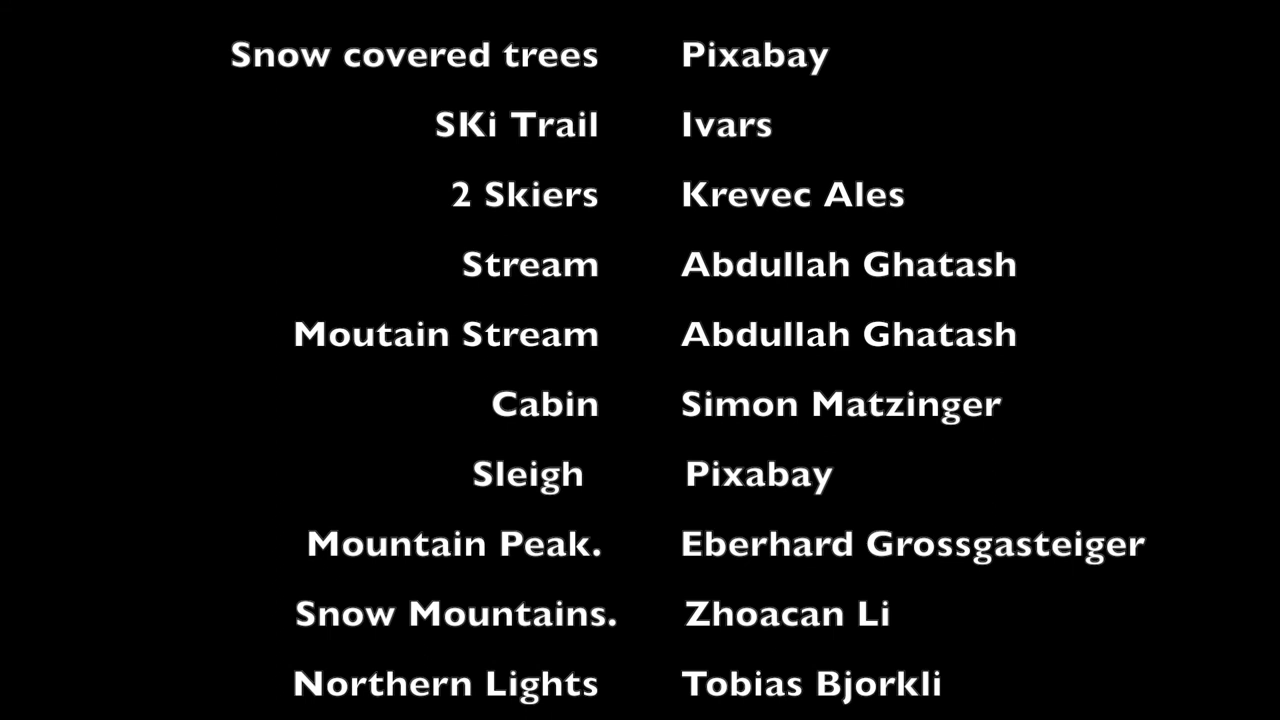 Snow covered trees Pixabay
SKi Trail Ivars
2 Skiers Krevec Ales
Stream Abdullah Ghatash
Moutain Stream Abdullah Ghatash
Cabin Simon Matzinger
Sleigh Pixabay
Mountain Peak. Eberhard Grossgasteiger
Snow Mountains. Zhoacan Li
Northern Lights Tobias Bjorkli